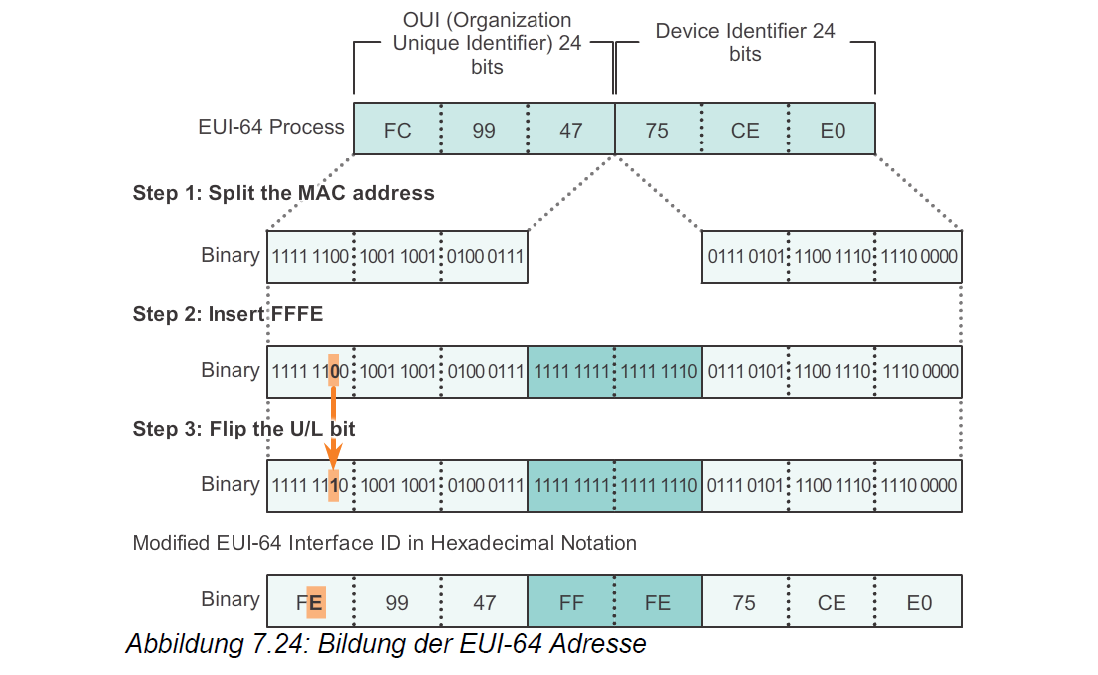 OUI (Organization
Unique Identifier) 24
bits
Device Identifier 24
bits
EUI-64 Process FC 99 47 75 CE E0
Step 1: Split the MAC address
Binary 1111 1100 1001 1001 0100 0111 0111 0101 1100 1110 1110 0000
Step 2: Insert FFFE
Binary 1111 1100 1001 1001 0100 0111 1111 1111 1111 1110 0111 0101 1100 1110 1110 0000
Step 3: Flip the U/L bit
Binary 1111 1110 1001 1001 0100 0111 1111 1111 1111 1110 0111 0101 1100 1110 1110 0000
Modified EUI-64 Interface ID in Hexadecimal Notation
Binary FE 99 47 FF FE 75 CE E0
Abbildung 7.24: Bildung der EUI-64 Adresse